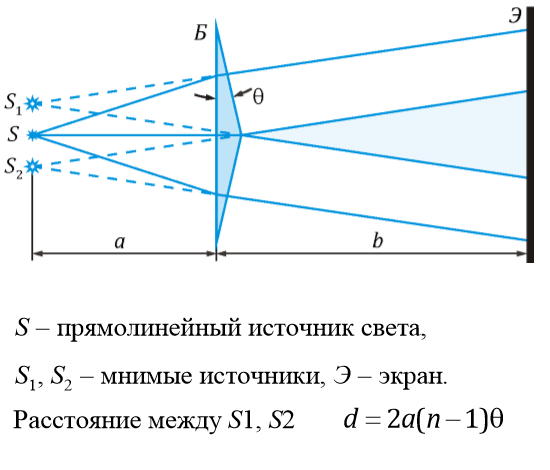 Б
Э
S₁
θ
S
S₂
a
b
S – прямолинейный источник света,
S₁, S₂ – мнимые источники, Э – экран.
Расстояние между S1, S2 d = 2a(n – 1)θ